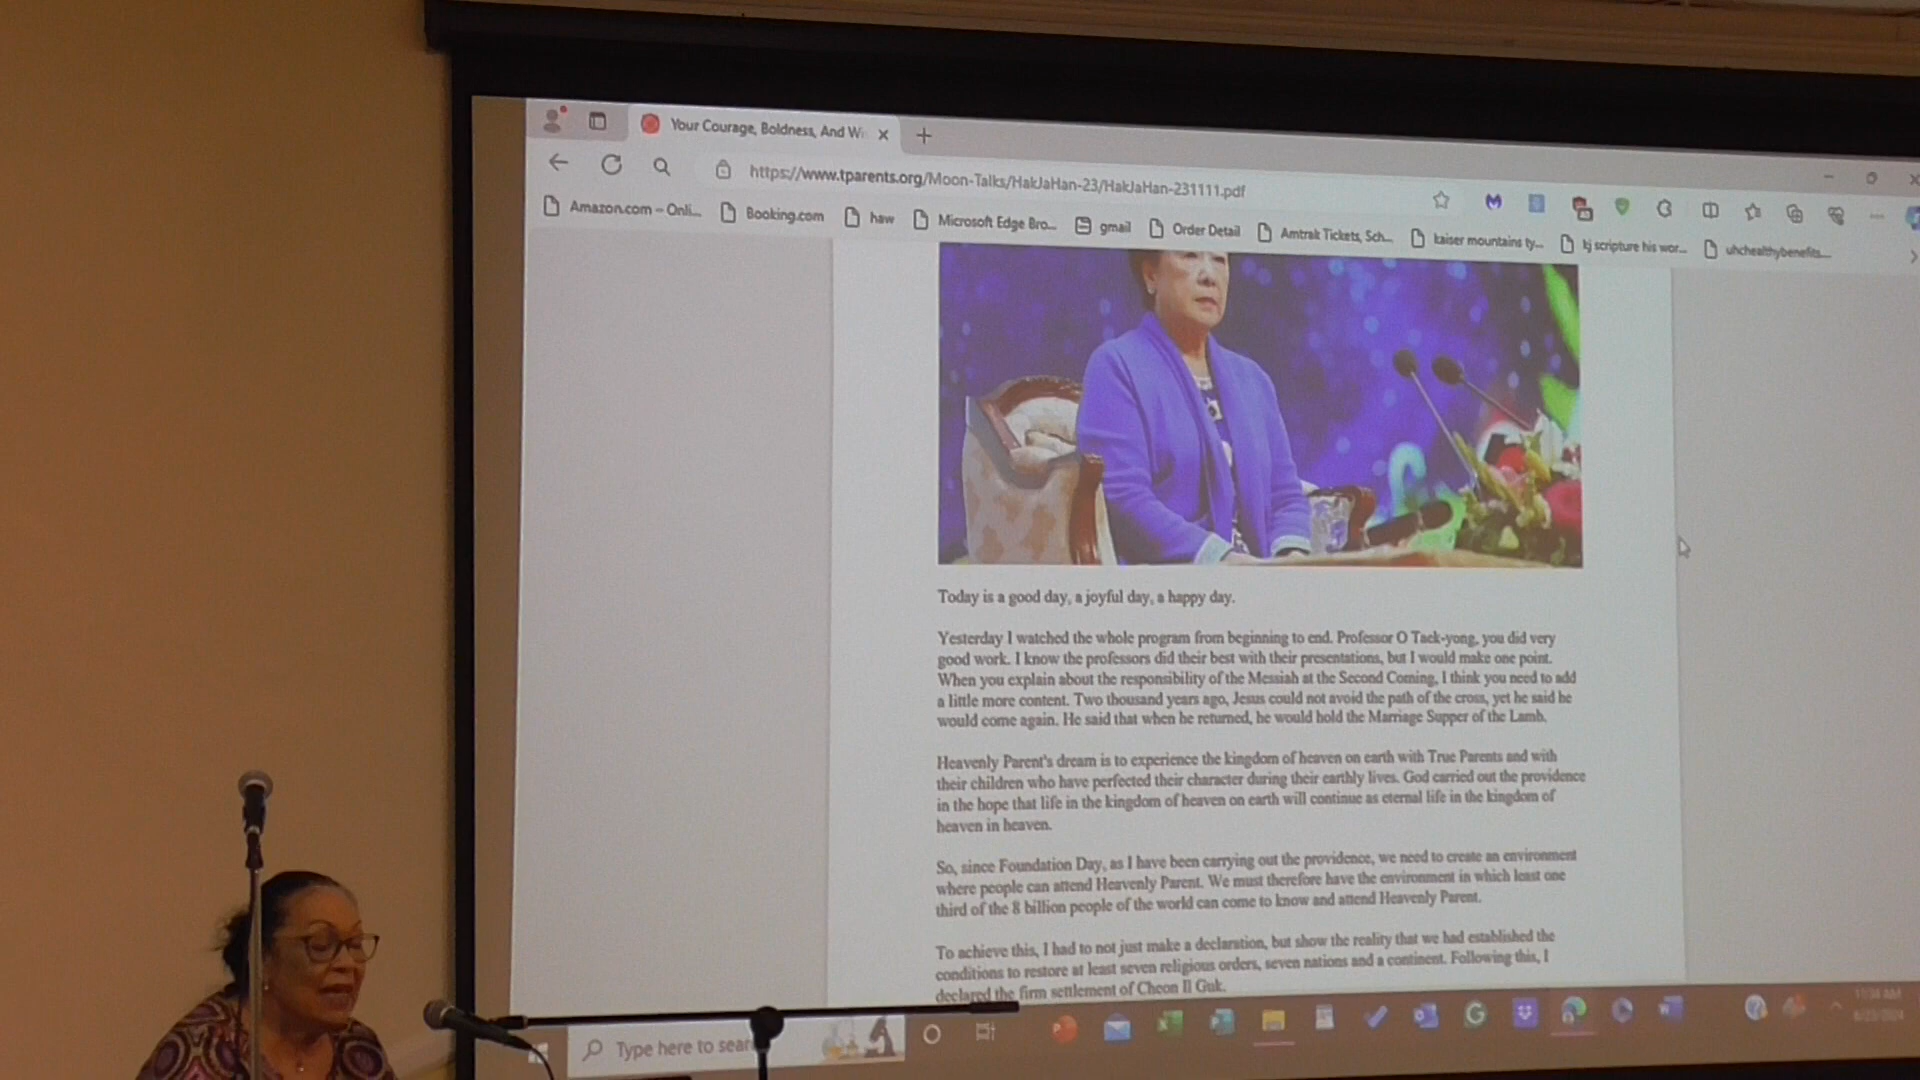 Your Courage, Boldness, And Wi
https://www.tparents.org/Moon-Talks/HakJaHan-23/HakJaHan-231111.pdf
Amazon.com – Onli... Booking.com haw Microsoft Edge Bro... gmail Order Detail Amtrak Tickets, Sch... kaiser mountains ty... kj scripture his wor... uhchealthybenefits....
Today is a good day, a joyful day, a happy day.
Yesterday I watched the whole program from beginning to end. Professor O Taek-yong, you did very
good work. I know the professors did their best with their presentations, but I would make one point.
When you explain about the responsibility of the Messiah at the Second Coming, I think you need to add
a little more content. Two thousand years ago, Jesus could not avoid the path of the cross, yet he said he
would come again. He said that when he returned, he would hold the Marriage Supper of the Lamb.
Heavenly Parent's dream is to experience the kingdom of heaven on earth with True Parents and with
their children who have perfected their character during their earthly lives. God carried out the providence
in the hope that life in the kingdom of heaven on earth will continue as eternal life in the kingdom of
heaven in heaven.
So, since Foundation Day, as I have been carrying out the providence, we need to create an environment
where people can attend Heavenly Parent. We must therefore have the environment in which least one
third of the 8 billion people of the world can come to know and attend Heavenly Parent.
To achieve this, I had to not just make a declaration, but show the reality that we had established the
conditions to restore at least seven religious orders, seven nations and a continent. Following this, I
declared the firm settlement of Cheon Il Guk.
Type here to sear